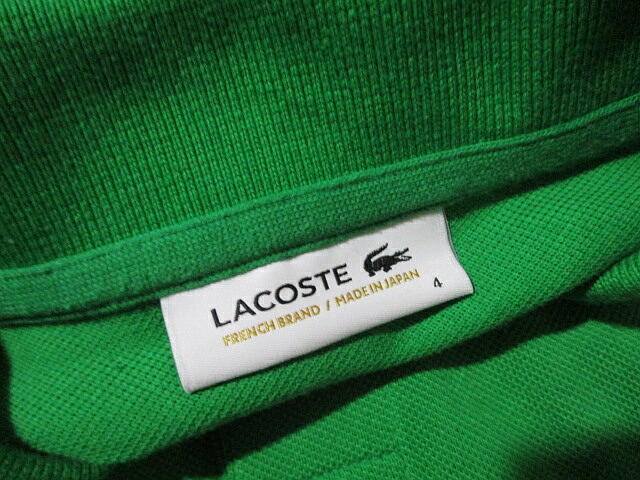 LACOSTE
FRENCH BRAND / MADE IN JAPAN
4